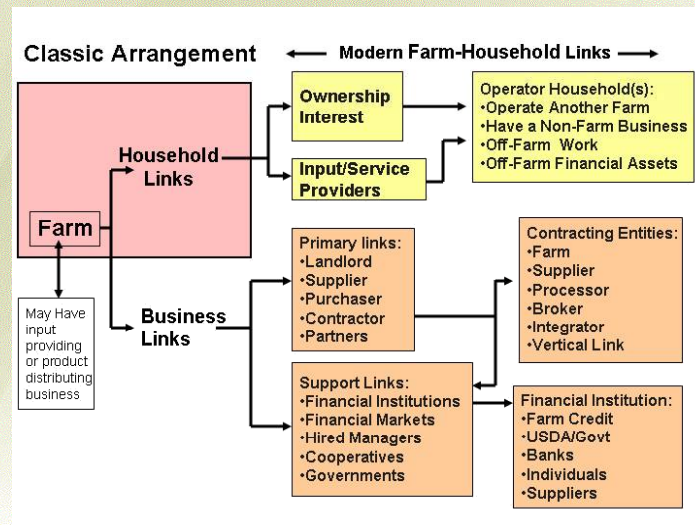 Classic Arrangement
Modern Farm-Household Links
Ownership
Interest
Operator Household(s):
•Operate Another Farm
•Have a Non-Farm Business
•Off-Farm Work
•Off-Farm Financial Assets
Household
Links
Input/Service
Providers
Farm
May Have
input
providing
or product
distributing
business
Business
Links
Primary links:
•Landlord
•Supplier
•Purchaser
•Contractor
•Partners
Contracting Entities:
•Farm
•Supplier
•Processor
•Broker
•Integrator
•Vertical Link
Support Links:
•Financial Institutions
•Financial Markets
•Hired Managers
•Cooperatives
•Governments
Financial Institution:
•Farm Credit
•USDA/Govt
•Banks
•Individuals
•Suppliers